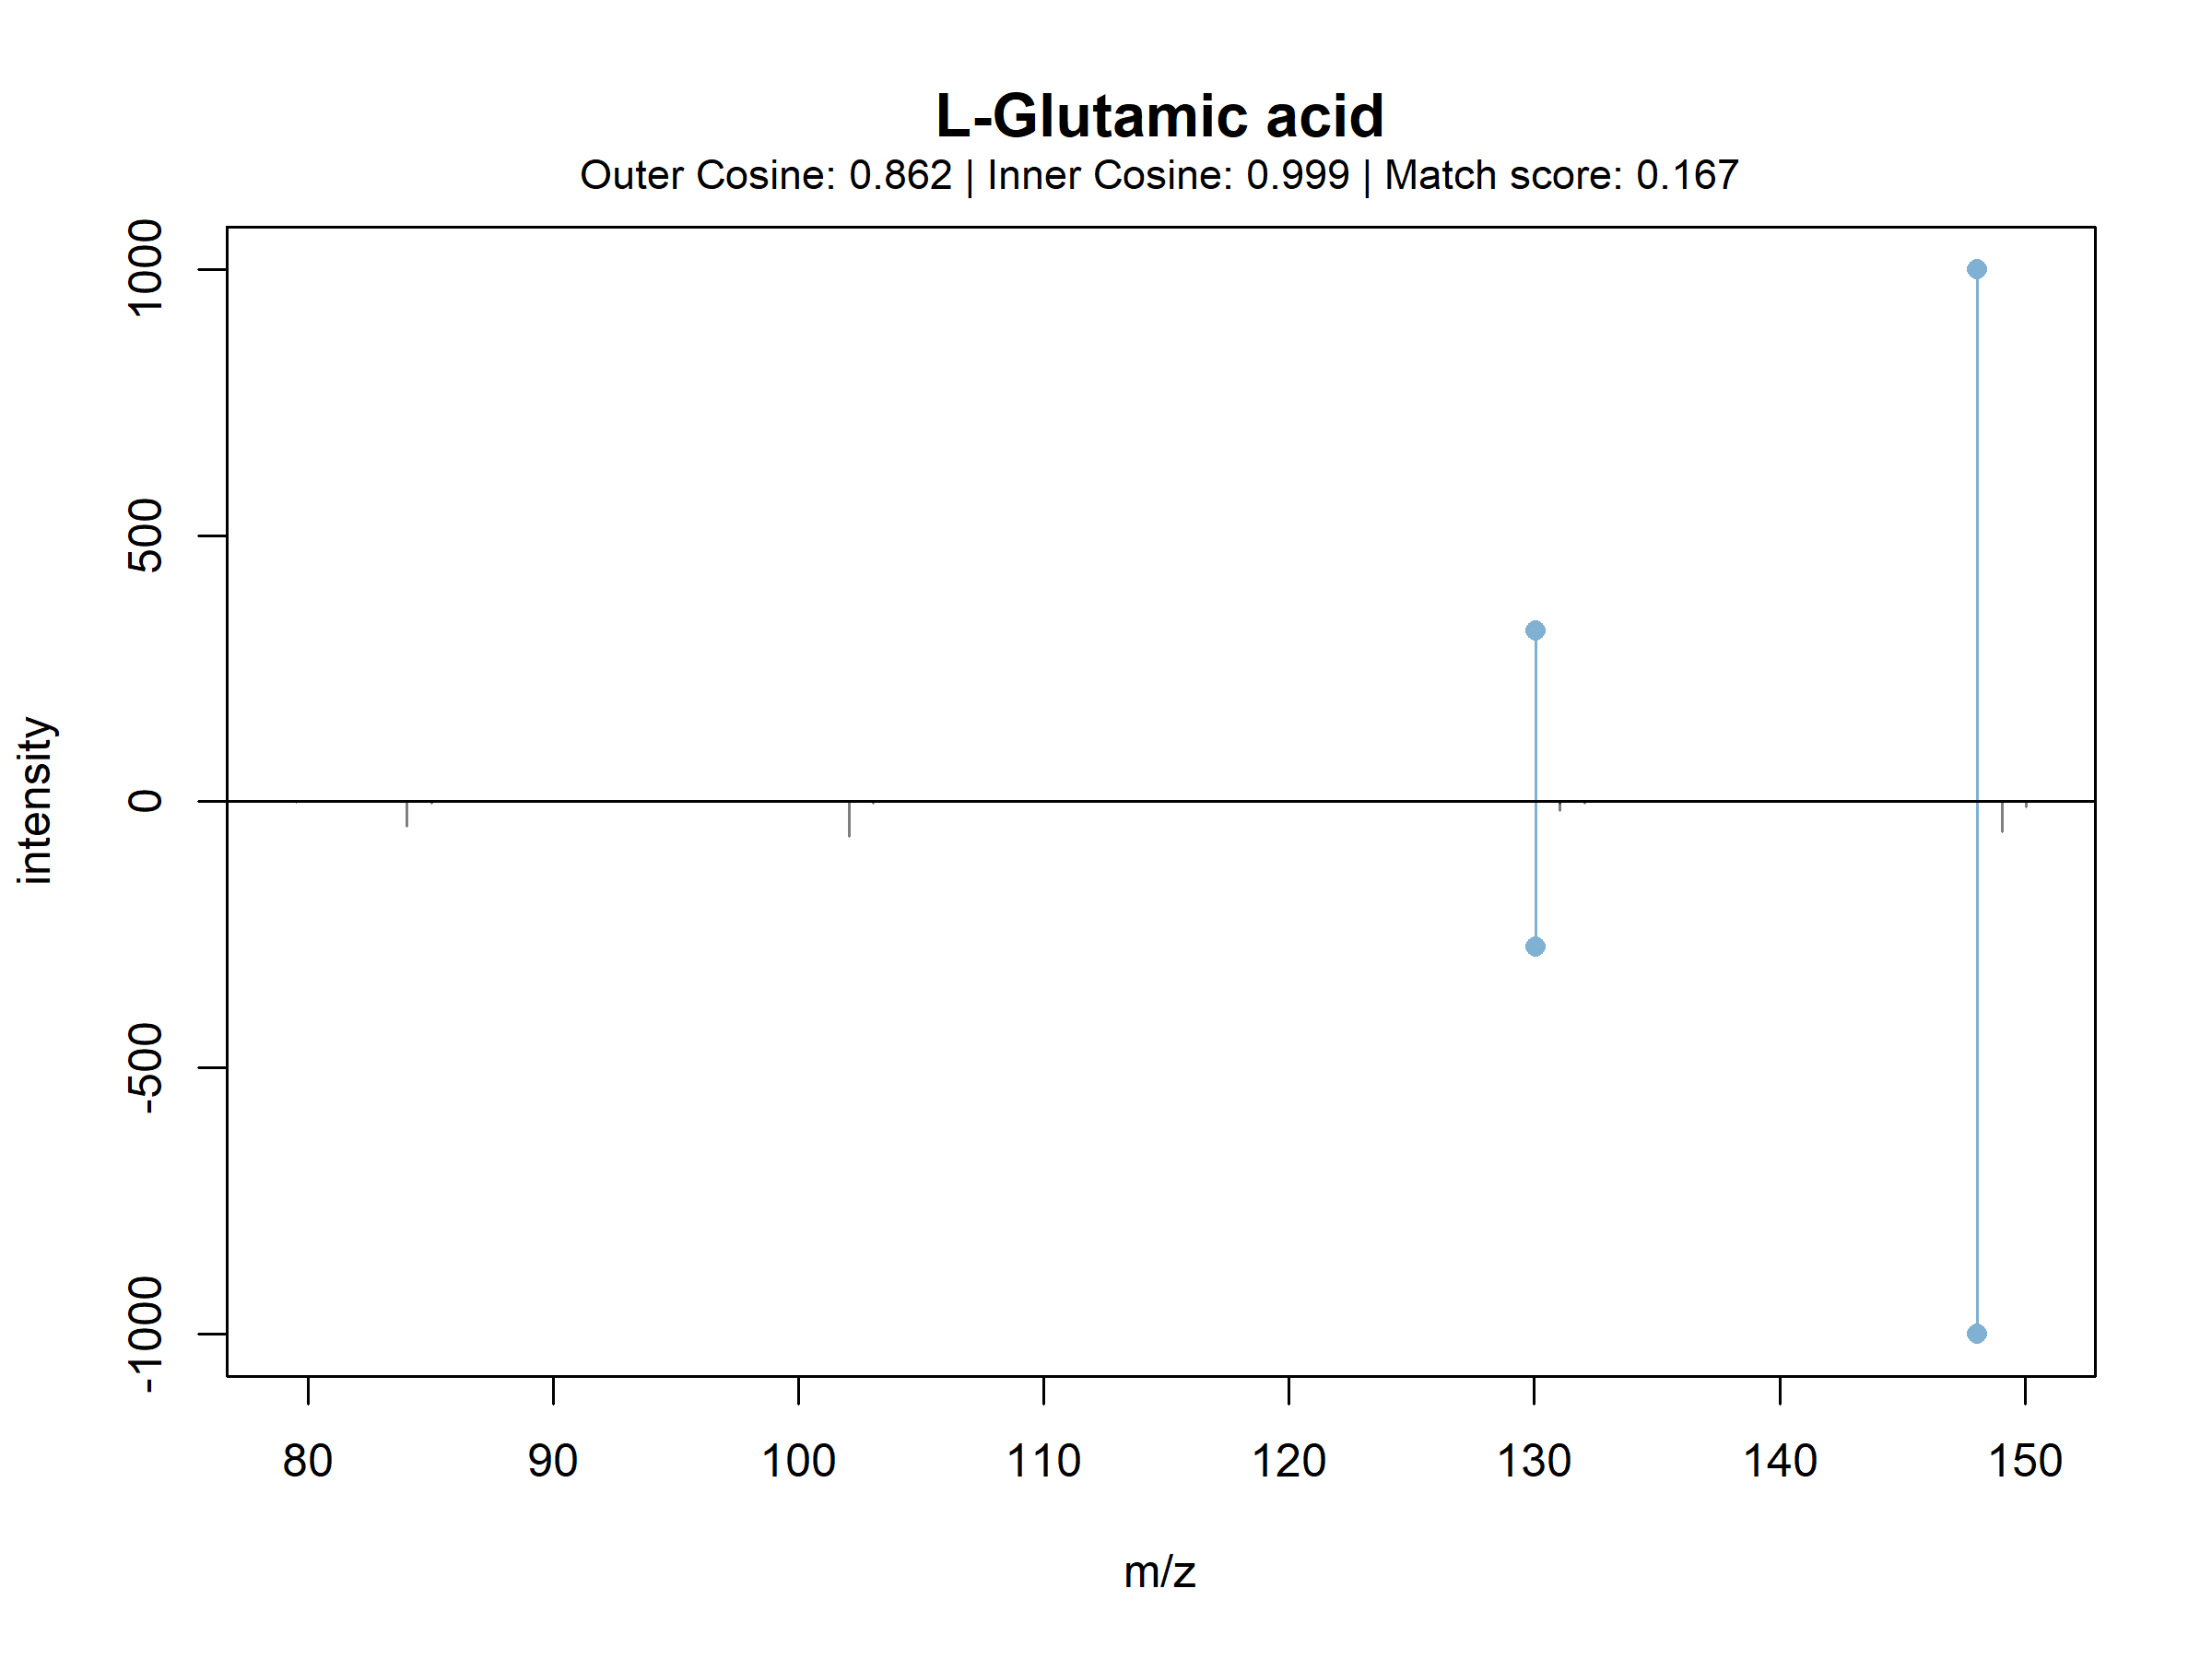 L-Glutamic acid
Outer Cosine: 0.862 | Inner Cosine: 0.999 | Match score: 0.167
1000
500
0
-500
-1000
intensity
80 90 100 110 120 130 140 150
m/z